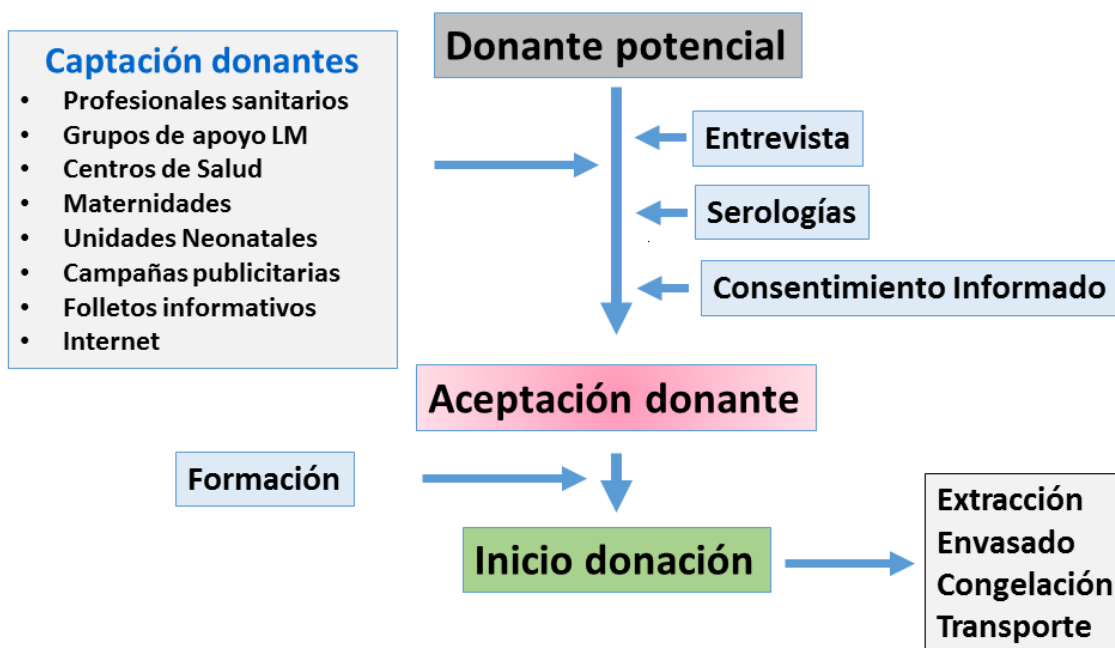 Donante potencial
Captación donantes
• Profesionales sanitarios
• Grupos de apoyo LM
• Centros de Salud
• Maternidades
• Unidades Neonatales
• Campañas publicitarias
• Folletos informativos
• Internet
Entrevista
Serologías
Consentimiento Informado
Aceptación donante
Formación
Inicio donación
Extracción
Envasado
Congelación
Transporte